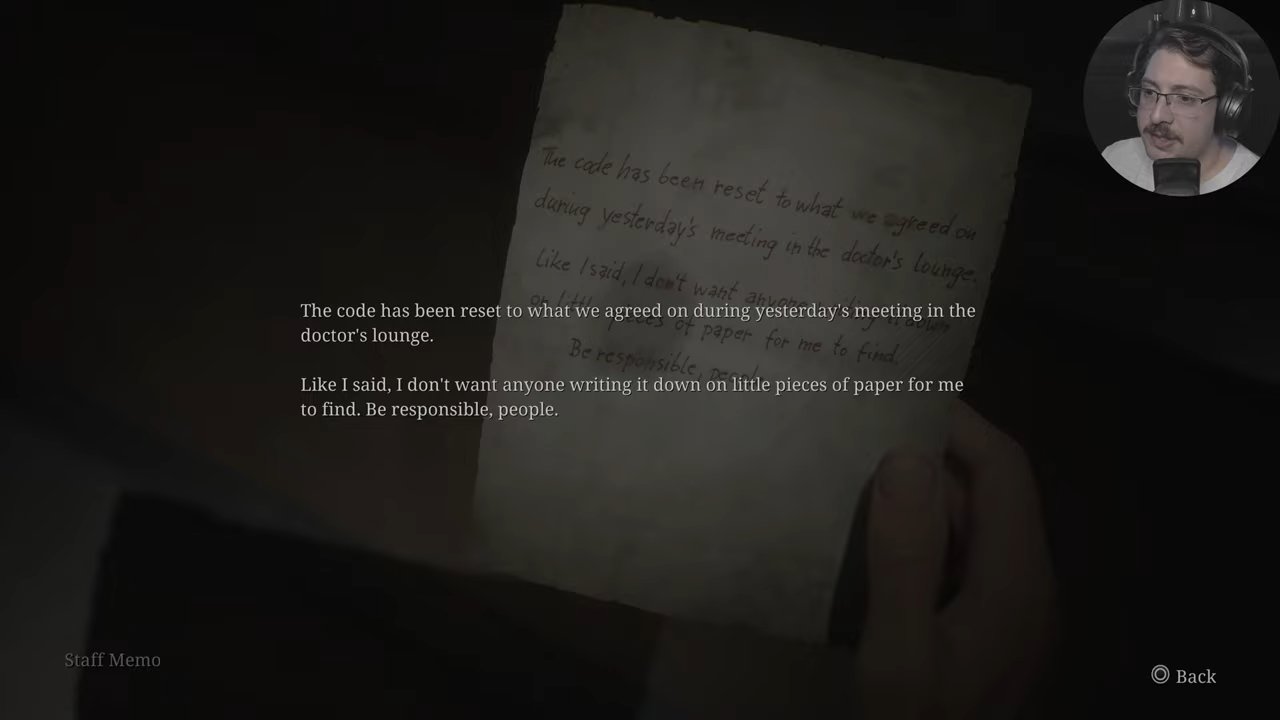 The code has been reset to what we agreed on
during yesterday's meeting in the doctor's lounge.
Like I said, I don't want anyone
pieces of paper for me to find.
Be responsible,
The code has been reset to what we agreed on during yesterday's meeting in the
doctor's lounge.
Like I said, I don't want anyone writing it down on little pieces of paper for me
to find. Be responsible, people.
Staff Memo
Back